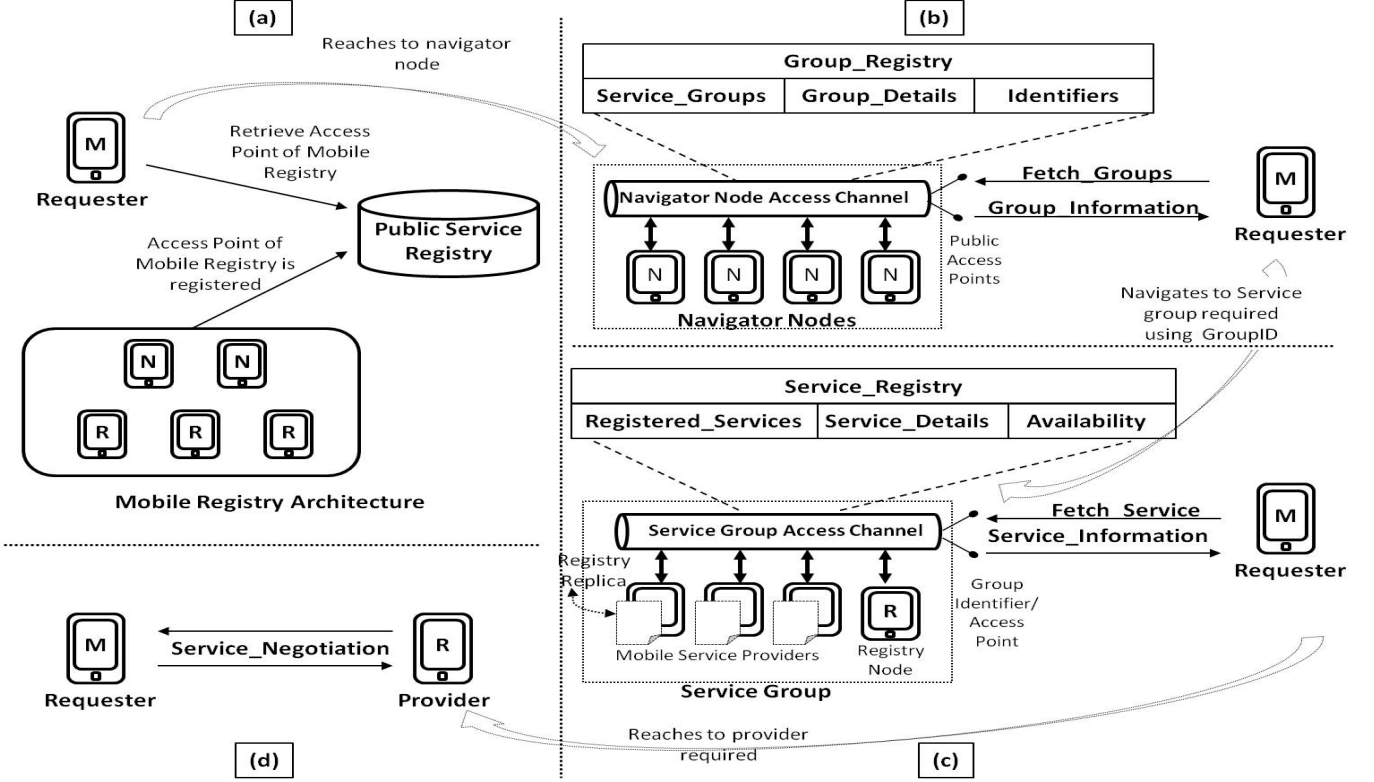 (a)
Reaches to navigator
node
M
Requester
Retrieve Access
Point of Mobile
Registry
Public Service
Registry
Access Point of
Mobile Registry is
registered
N N
R R R
Mobile Registry Architecture
(b)
Group_Registry
Service_Groups Group_Details Identifiers
Navigator Node Access Channel
N N N N
Navigator Nodes
Fetch_Groups
Group_Information
Public
Access
Points
M
Requester
Navigates to Service
group required
using GroupID
Service_Registry
Registered_Services Service_Details Availability
Service Group Access Channel
Registry
Replica
R
Mobile Service Providers
Registry
Node
Service Group
Fetch_Service
Service_Information
Group
Identifier/
Access
Point
M
Requester
Reaches to provider
required
(c)
M
Requester
Service_Negotiation
R
Provider
(d)